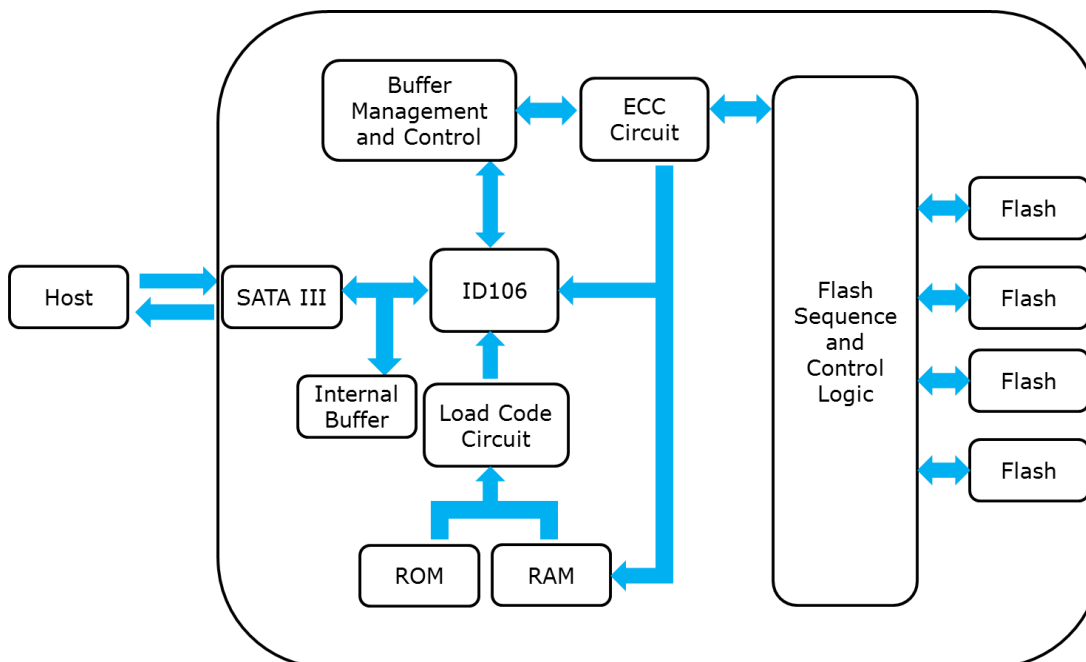 Buffer
Management
and Control
ECC
Circuit
Flash
Host
SATA III
ID106
Flash
Sequence
and
Control
Logic
Flash
Internal
Buffer
Load Code
Circuit
Flash
Flash
ROM
RAM